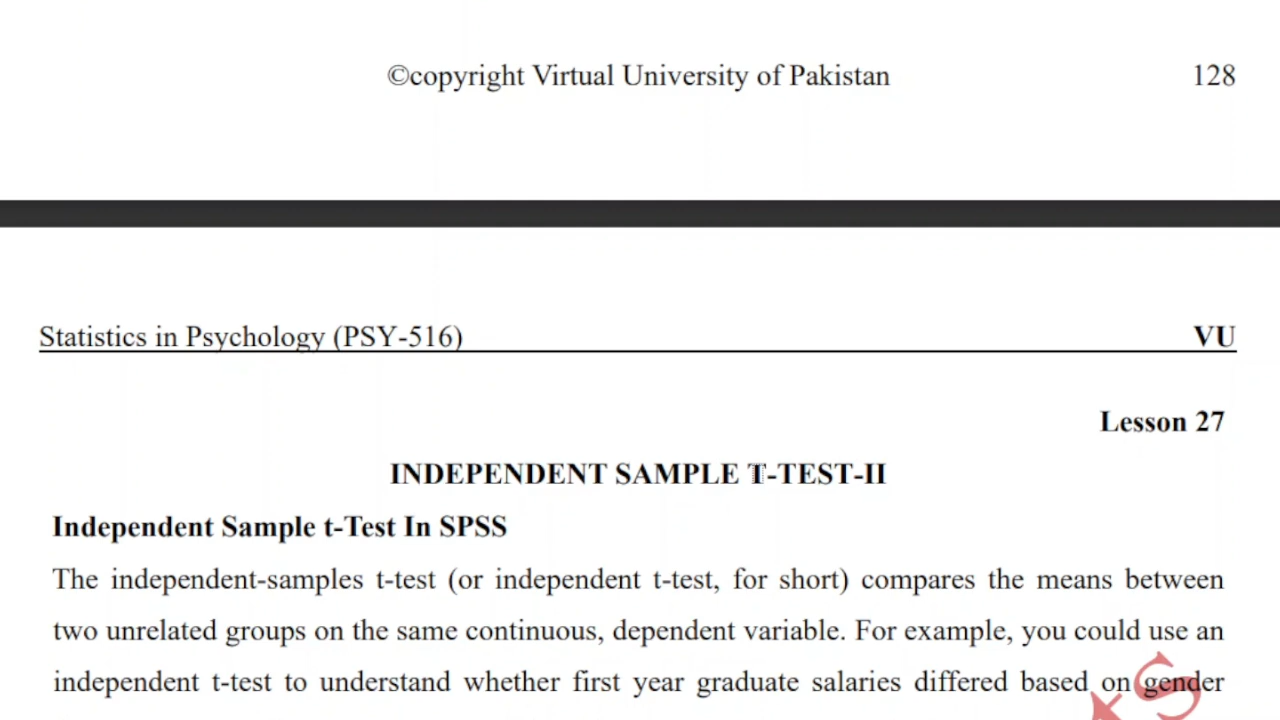 ©copyright Virtual University of Pakistan 128
Statistics in Psychology (PSY-516) VU
Lesson 27
INDEPENDENT SAMPLE T-TEST-II
Independent Sample t-Test In SPSS
The independent-samples t-test (or independent t-test, for short) compares the means between
two unrelated groups on the same continuous, dependent variable. For example, you could use an
independent t-test to understand whether first year graduate salaries differed based on gender